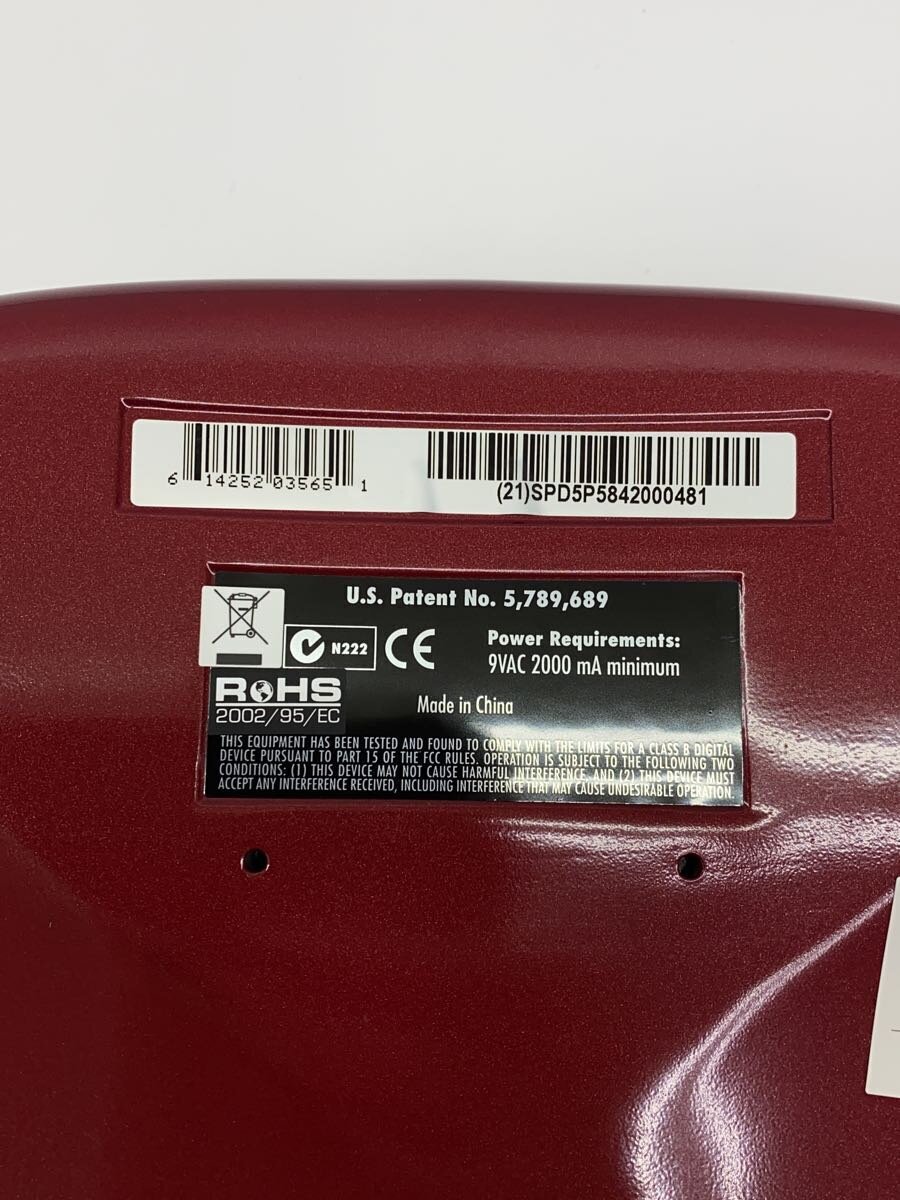 6 14252 03565 1
(21)SPD5P5842000481
U.S. Patent No. 5,789,689
N222 CE
Power Requirements:
9VAC 2000 mA minimum
RoHS
2002/95/EC
Made in China
THIS EQUIPMENT HAS BEEN TESTED AND FOUND TO COMPLY WITH THE LIMITS FOR A CLASS B DIGITAL
DEVICE PURSUANT TO PART 15 OF THE FCC RULES. OPERATION IS SUBJECT TO THE FOLLOWING TWO
CONDITIONS: (1) THIS DEVICE MAY NOT CAUSE HARMFUL INTERFERENCE, AND (2) THIS DEVICE MUST
ACCEPT ANY INTERFERENCE RECEIVED, INCLUDING INTERFERENCE THAT MAY CAUSE UNDESIRABLE OPERATION.